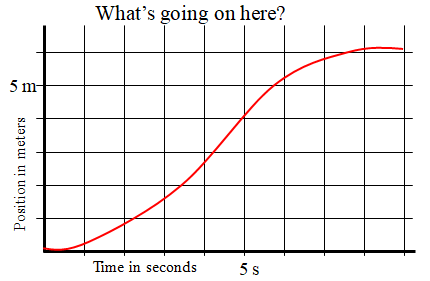 What's going on here?
5 m
Position in meters
Time in seconds
5 s